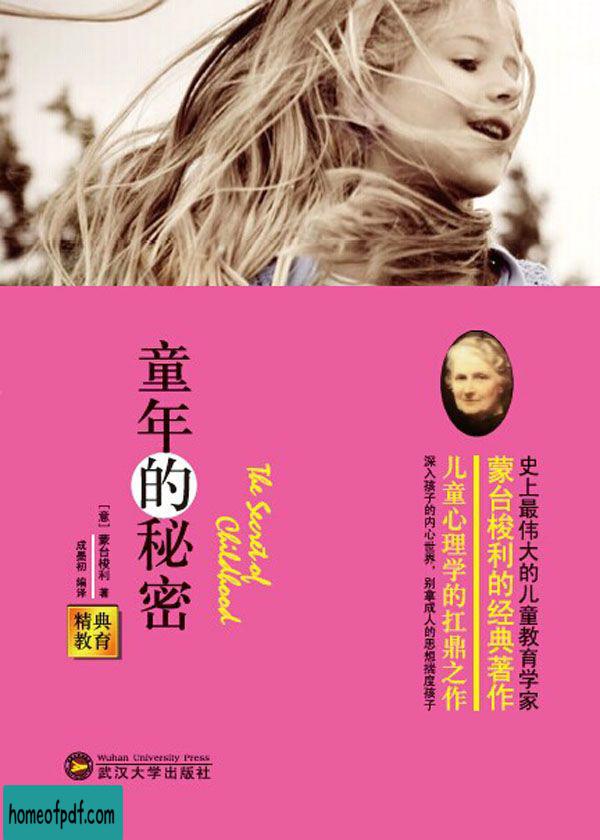 童年的秘密
The Secret of
Childhood
[意] 蒙台梭利 著
成墨初 编译
精典
教育
史上最伟大的儿童教育学家
蒙台梭利的经典著作
儿童心理学的扛鼎之作
深入孩子的内心世界，别拿成人的思想揣度孩子
Wuhan University Press
武汉大学出版社
homeofpdf.com